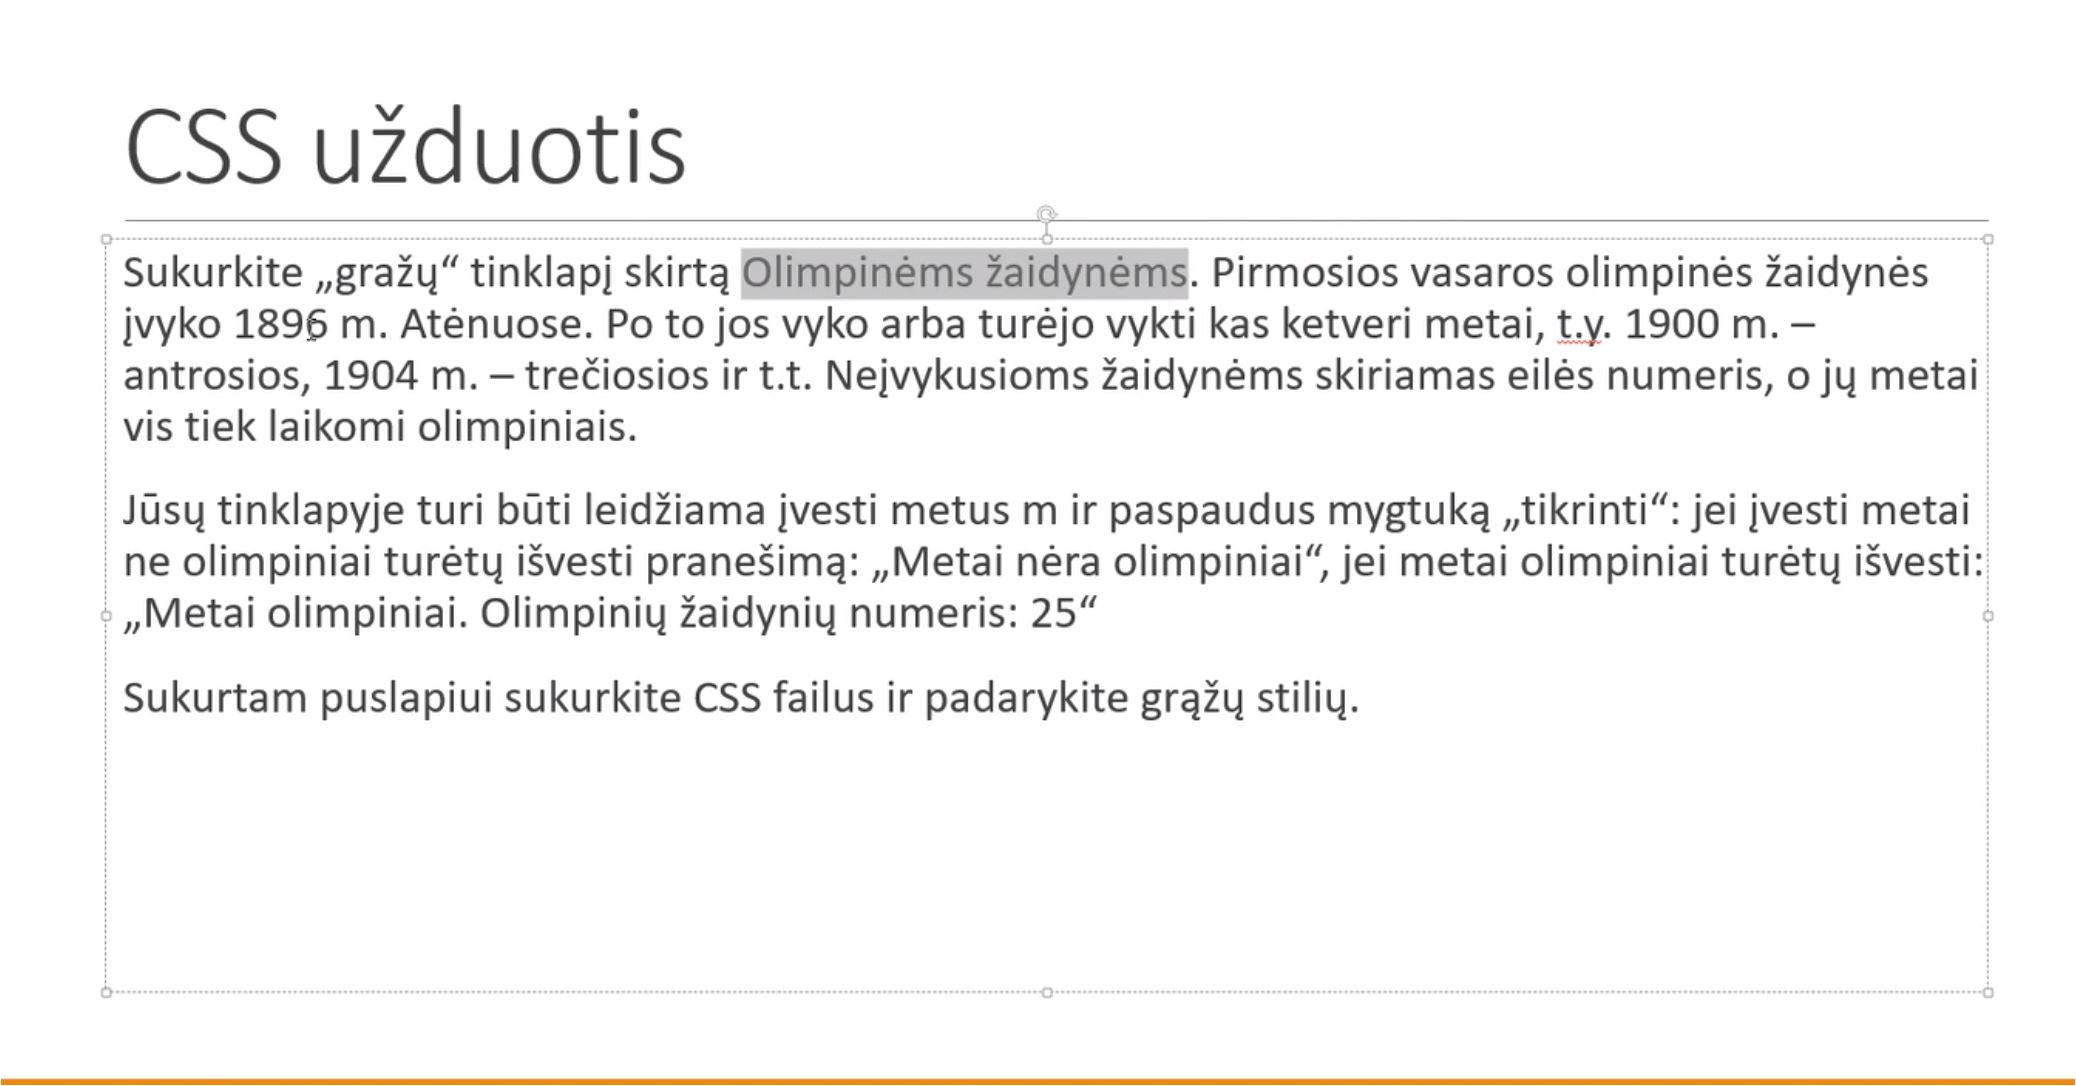 CSS užduotis
Sukurkite „gražų“ tinklapį skirtą Olimpinėms žaidynėms. Pirmosios vasaros olimpinės žaidynės
įvyko 1896 m. Atėnuose. Po to jos vyko arba turėjo vykti kas ketveri metai, t.y. 1900 m. –
antrosios, 1904 m. – trečiosios ir t.t. Neįvykusioms žaidynėms skiriamas eilės numeris, o jų metai
vis tiek laikomi olimpiniais.
Jūsų tinklapyje turi būti leidžiama įvesti metus m ir paspaudus mygtuką „tikrinti“: jei įvesti metai
ne olimpiniai turėtų išvesti pranešimą: „Metai nėra olimpiniai“, jei metai olimpiniai turėtų išvesti:
„Metai olimpiniai. Olimpinių žaidynių numeris: 25“
Sukurtam puslapiui sukurkite CSS failus ir padarykite grąžų stilių.